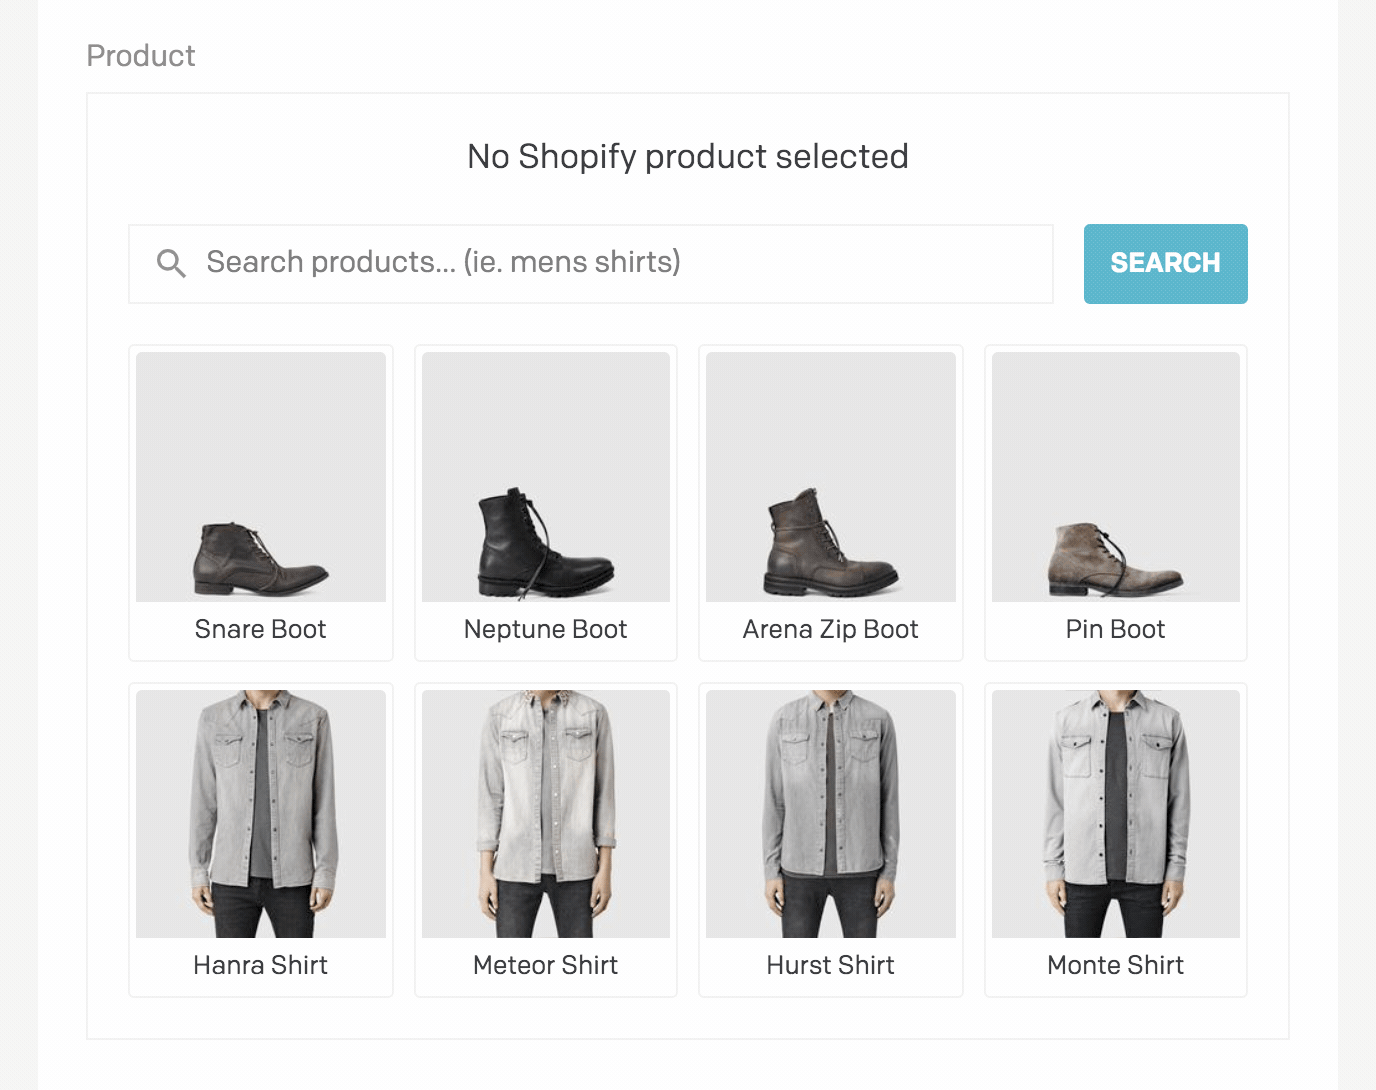 Product
No Shopify product selected
Search products... (ie. mens shirts)
SEARCH
Snare Boot
Neptune Boot
Arena Zip Boot
Pin Boot
Hanra Shirt
Meteor Shirt
Hurst Shirt
Monte Shirt